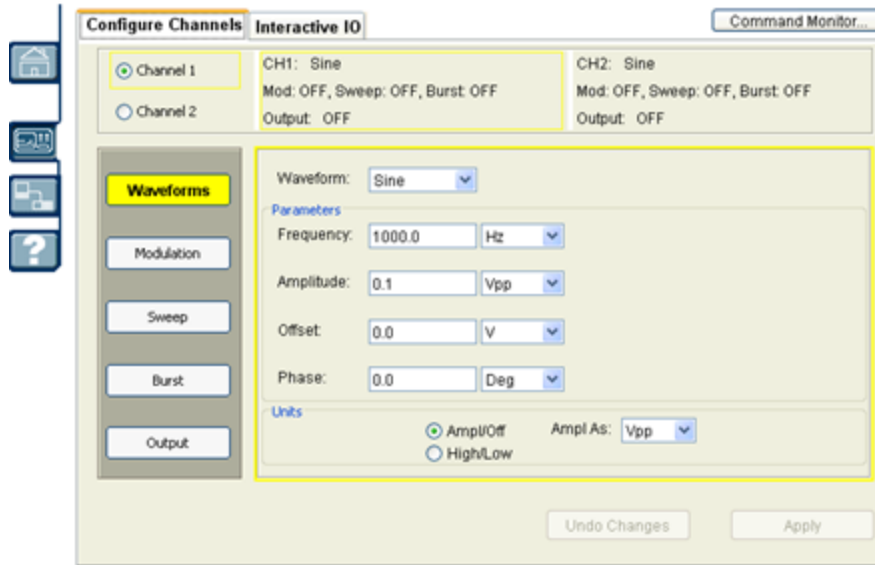 Configure Channels Interactive IO Command Monitor...
Channel 1 CH1: Sine CH2: Sine
Mod: OFF, Sweep: OFF, Burst: OFF Mod: OFF, Sweep: OFF, Burst: OFF
Channel 2 Output: OFF Output: OFF
Waveforms
Modulation
Sweep
Burst
Output
Waveform: Sine
Parameters
Frequency: 1000.0 Hz
Amplitude: 0.1 Vpp
Offset: 0.0 V
Phase: 0.0 Deg
Units
Ampl/Off Ampl As: Vpp
High/Low
Undo Changes Apply
?